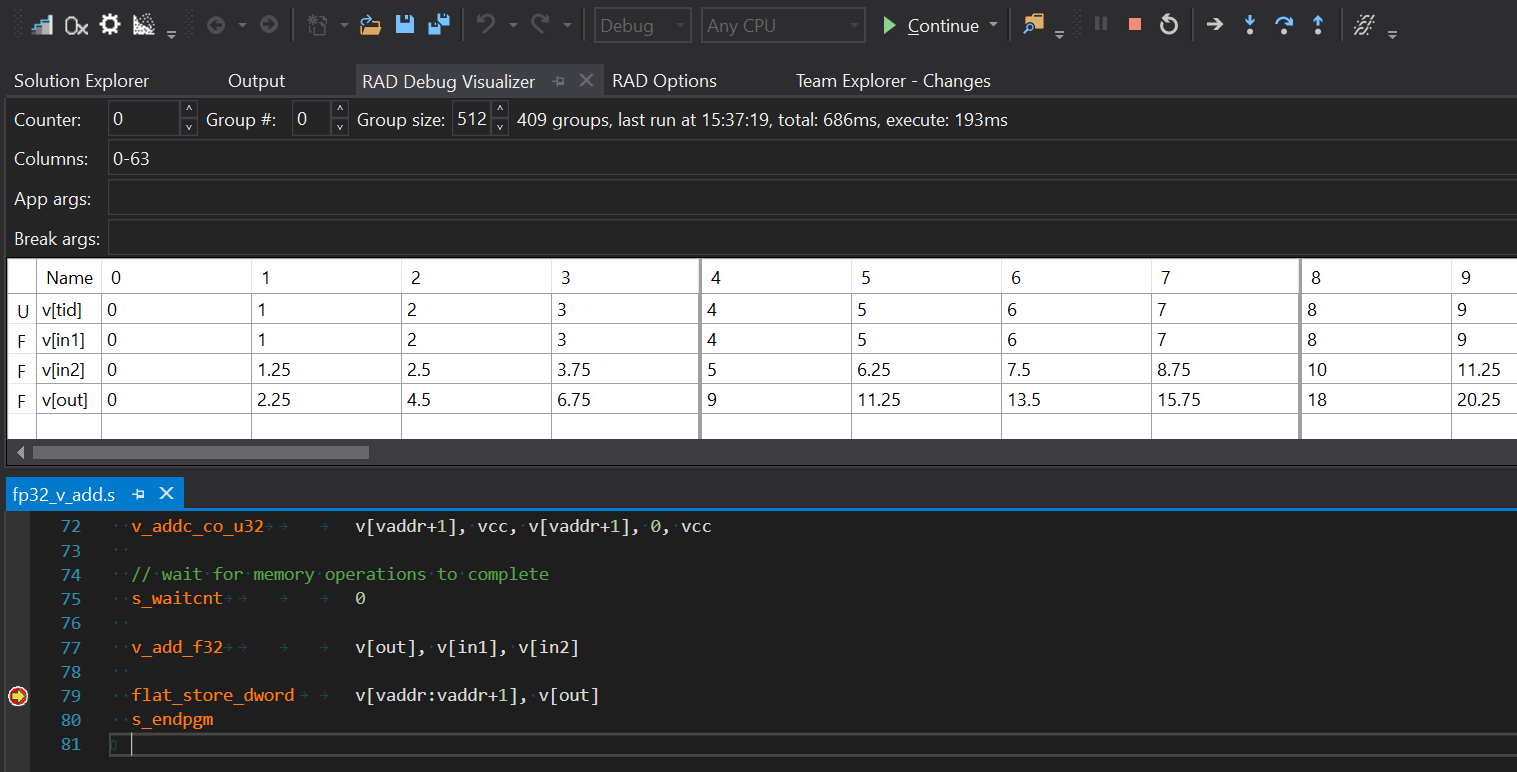 Debug Any CPU Continue
Solution Explorer Output RAD Debug Visualizer RAD Options Team Explorer - Changes
Counter: 0 Group #: 0 Group size: 512 409 groups, last run at 15:37:19, total: 686ms, execute: 193ms
Columns: 0-63
App args:
Break args:
Name 0 1 2 3 4 5 6 7 8 9
U v[tid] 0 1 2 3 4 5 6 7 8 9
F v[in1] 0 1 2 3 4 5 6 7 8 9
F v[in2] 0 1.25 2.5 3.75 5 6.25 7.5 8.75 10 11.25
F v[out] 0 2.25 4.5 6.75 9 11.25 13.5 15.75 18 20.25
fp32_v_add.s
72 v_addc_co_u32 v[vaddr+1], vcc, v[vaddr+1], 0, vcc
73
74 // wait for memory operations to complete
75 s_waitcnt 0
76
77 v_add_f32 v[out], v[in1], v[in2]
78
79 flat_store_dword v[vaddr:vaddr+1], v[out]
80 s_endpgm
81